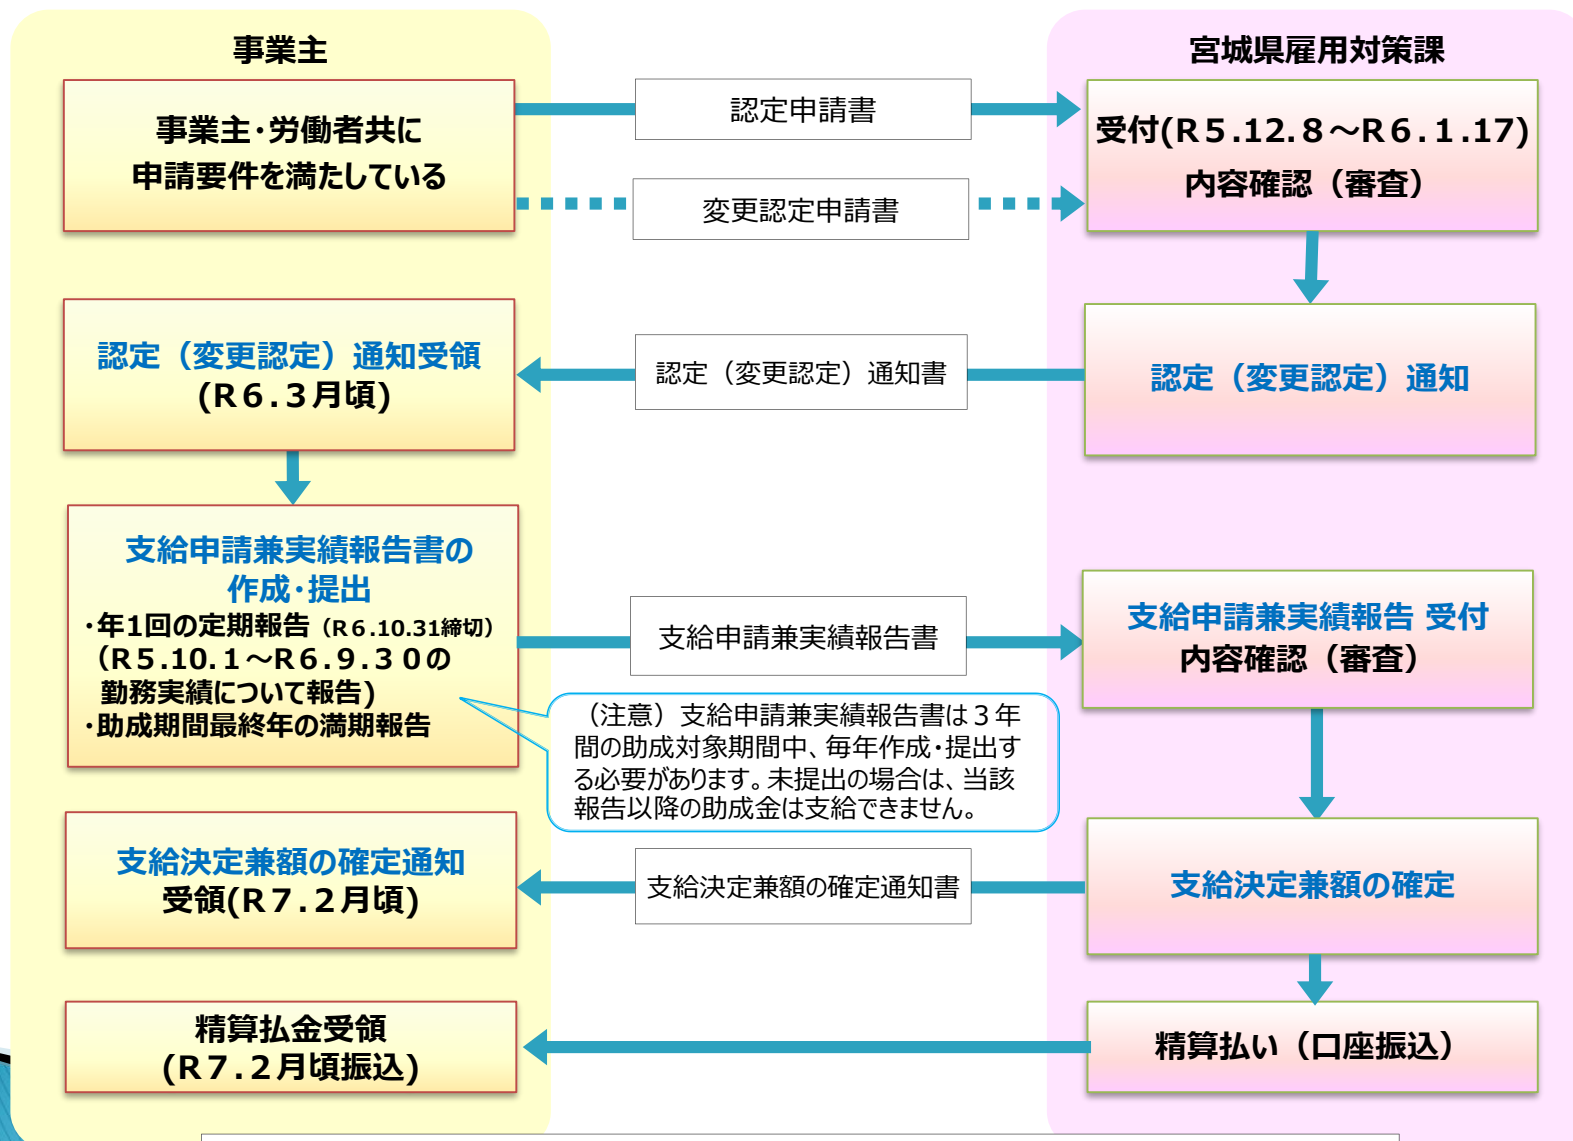 事業主
宮城県雇用対策課
事業主・労働者共に
申請要件を満たしている
認定申請書
変更認定申請書
受付(R５.12.８～R６.１.17)
内容確認（審査）
認定（変更認定）通知受領
(R６.３月頃)
認定（変更認定）通知書
認定（変更認定）通知
支給申請兼実績報告書の
作成・提出
・年1回の定期報告（R６.10.31締切）
（R５.10.１～R６.９.３０の
勤務実績について報告)
・助成期間最終年の満期報告
支給申請兼実績報告書
支給申請兼実績報告 受付
内容確認（審査）
（注意）支給申請兼実績報告書は３年
間の助成対象期間中、毎年作成・提出す
る必要があります。未提出の場合は、当該
報告以降の助成金は支給できません。
支給決定兼額の確定通知
受領(R７.２月頃)
支給決定兼額の確定通知書
支給決定兼額の確定
精算払金受領
(R７.２月頃振込)
精算払い（口座振込）